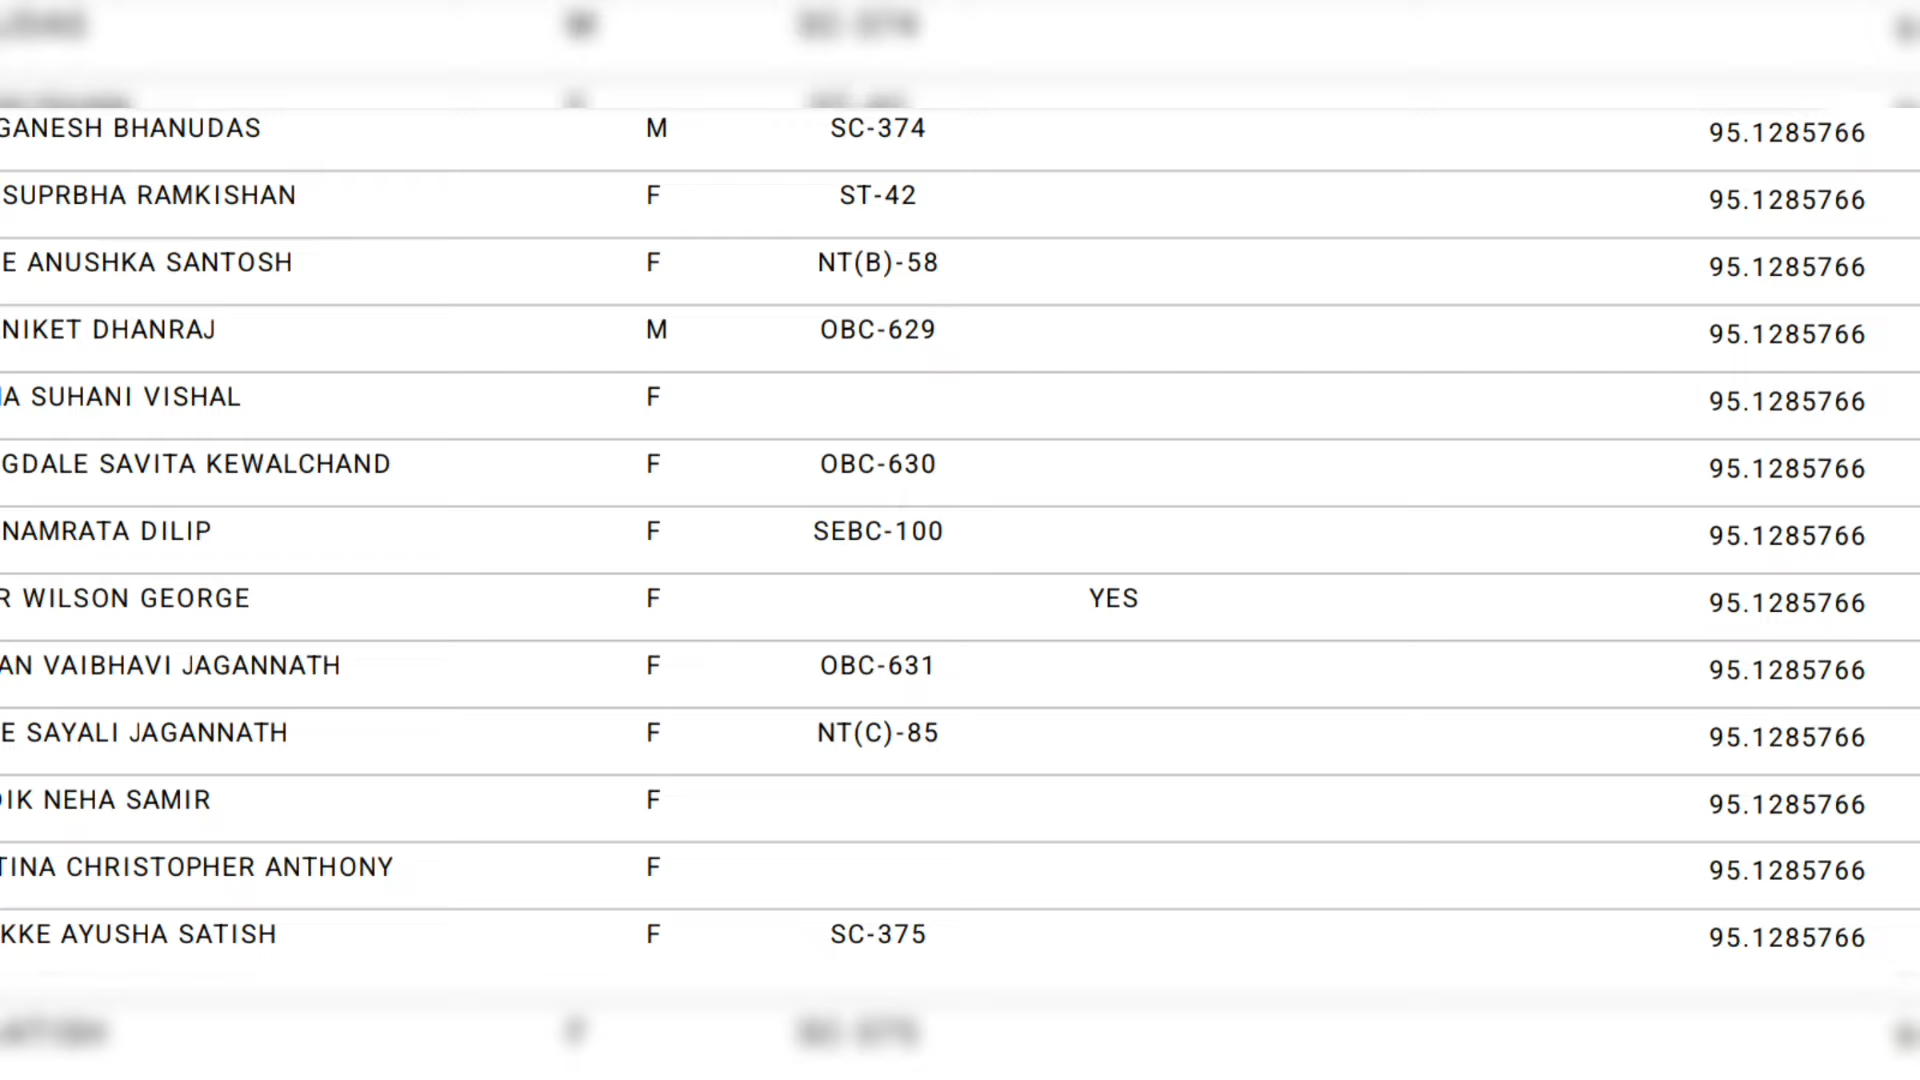 GANESH BHANUDAS M SC-374 95.1285766
SUPRBHA RAMKISHAN F ST-42 95.1285766
E ANUSHKA SANTOSH F NT(B)-58 95.1285766
NIKET DHANRAJ M OBC-629 95.1285766
A SUHANI VISHAL F 95.1285766
GDALE SAVITA KEWALCHAND F OBC-630 95.1285766
NAMRATA DILIP F SEBC-100 95.1285766
R WILSON GEORGE F YES 95.1285766
AN VAIBHAVI JAGANNATH F OBC-631 95.1285766
E SAYALI JAGANNATH F NT(C)-85 95.1285766
DIK NEHA SAMIR F 95.1285766
TINA CHRISTOPHER ANTHONY F 95.1285766
KKE AYUSHA SATISH F SC-375 95.1285766